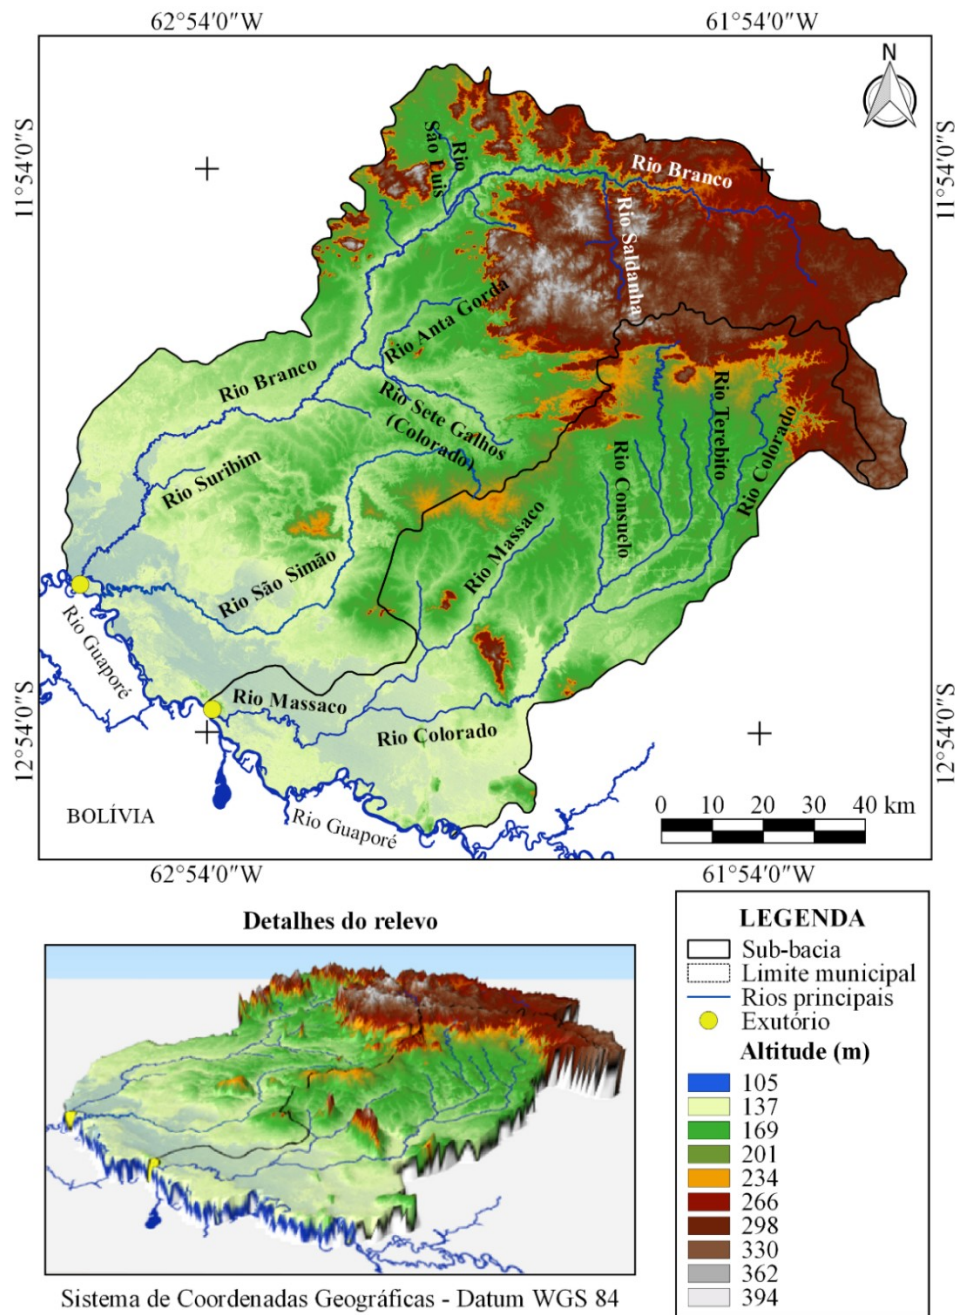 62°54′0″W 61°54′0″W
N
11°54′0″S
11°54′0″S
Rio
São Luis
Rio Branco
Rio Saldanha
Rio Anta Gorda
Rio Branco
Rio Sete Galhos
(Colorado)
Rio Terebito
Rio Colorado
Rio Suribim
Rio Consuelo
Rio Massaco
Rio São Simão
Rio Guaporé
Rio Massaco
Rio Colorado
12°54′0″S
12°54′0″S
BOLÍVIA
Rio Guaporé
0 10 20 30 40 km
62°54′0″W 61°54′0″W
Detalhes do relevo
Sistema de Coordenadas Geográficas - Datum WGS 84
LEGENDA
Sub-bacia
Limite municipal
Rios principais
Exutório
Altitude (m)
105
137
169
201
234
266
298
330
362
394